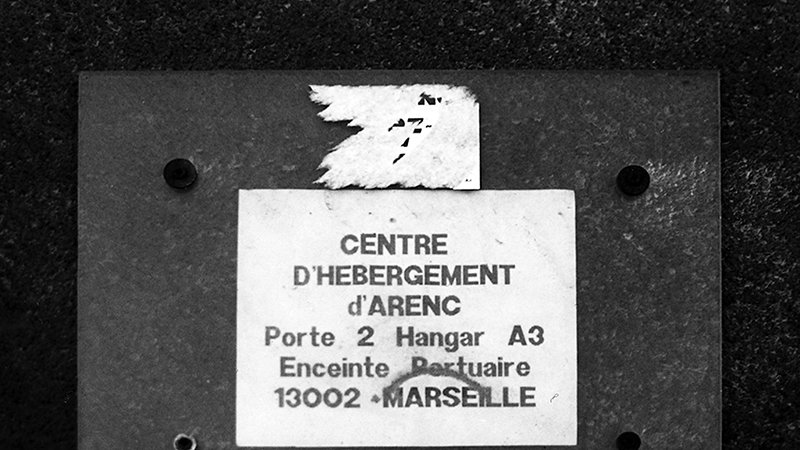 CENTRE
D'HEBERGEMENT
d'ARENC
Porte 2 Hangar A3
Enceinte Portuaire
13002 MARSEILLE